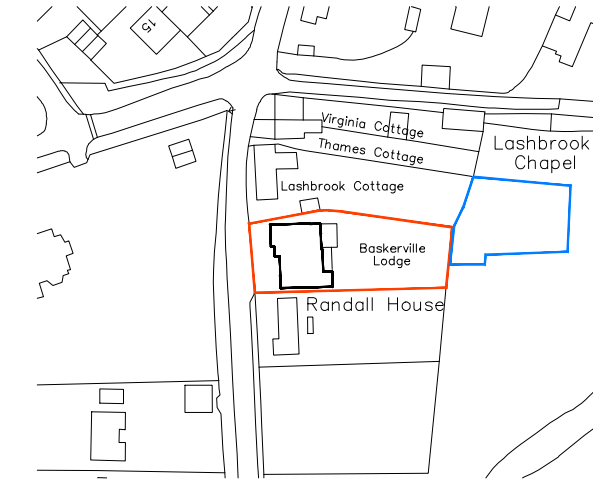 15
Virginia Cottage
Thames Cottage
Lashbrook
Chapel
Lashbrook Cottage
Baskerville
Lodge
Randall House